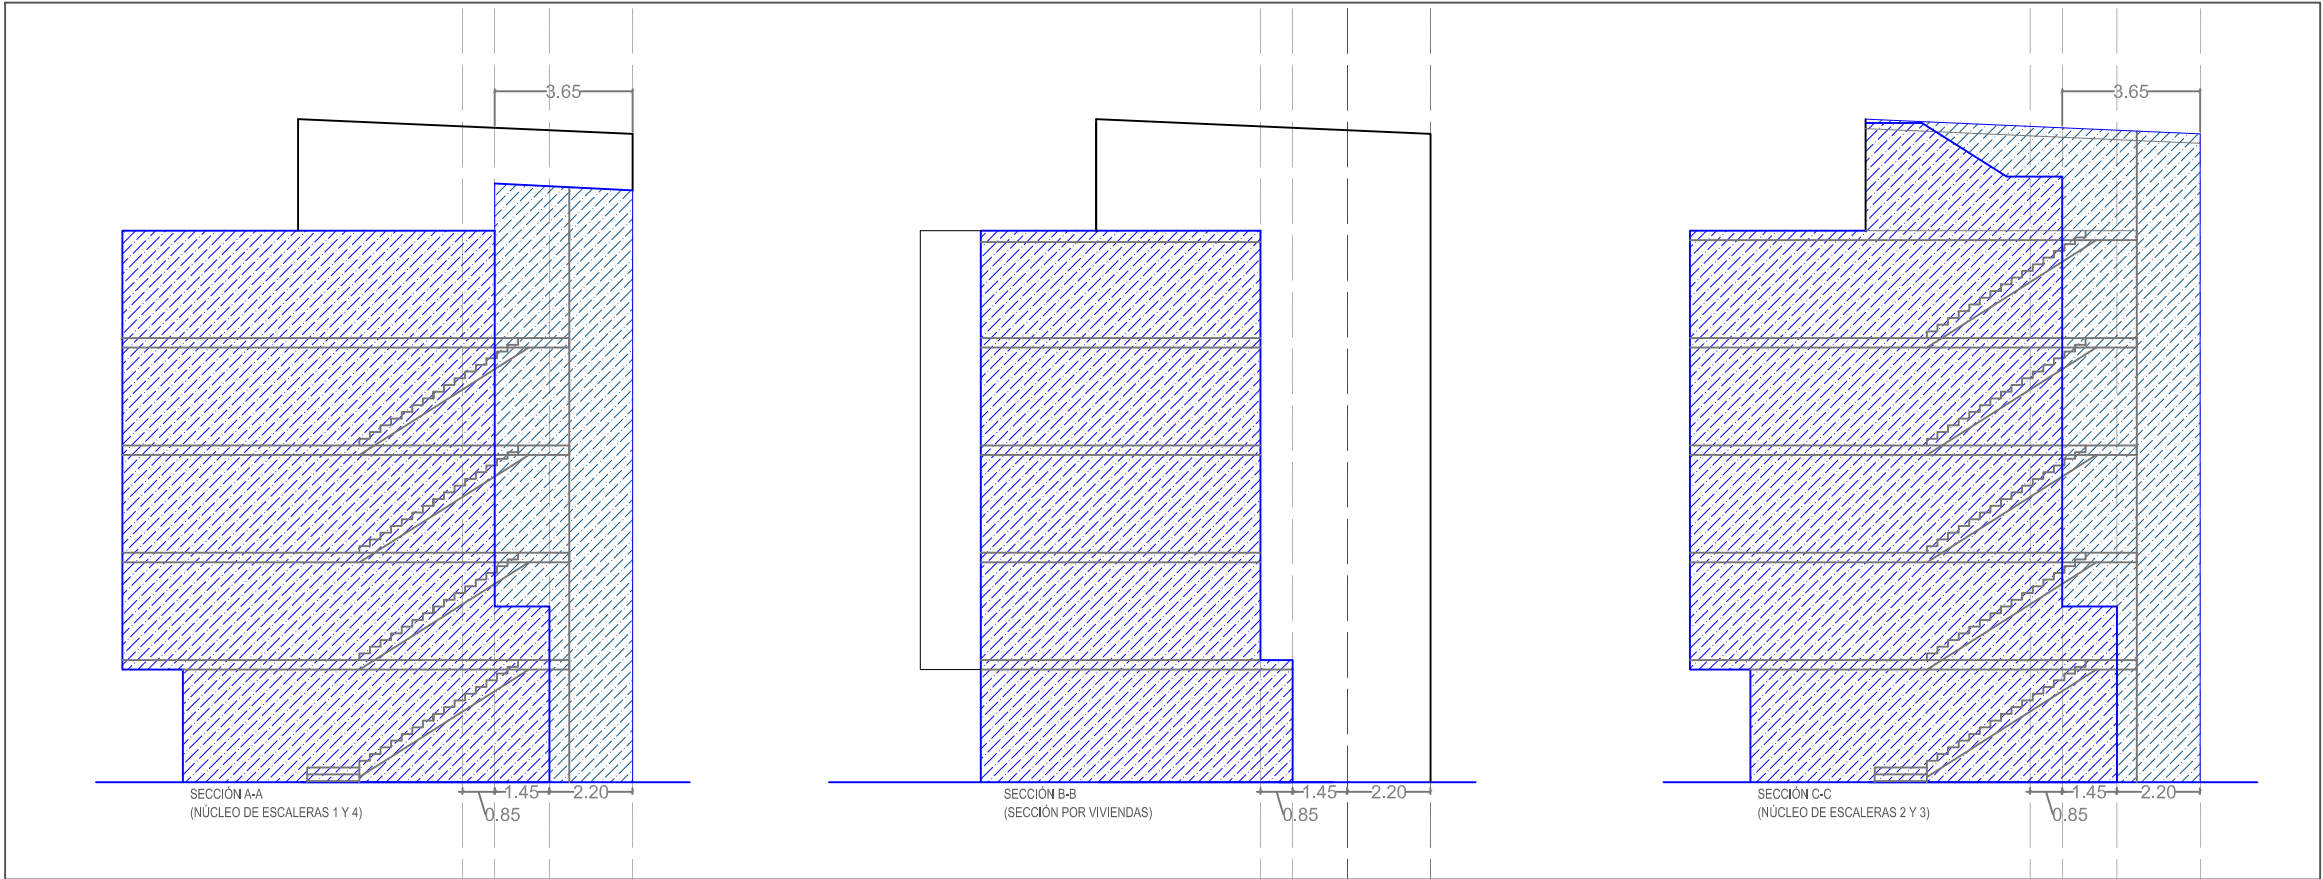 3.65
3.65
SECCIÓN A-A
(NÚCLEO DE ESCALERAS 1 Y 4)
1.45 2.20
0.85
SECCIÓN B-B
(SECCIÓN POR VIVIENDAS)
1.45 2.20
0.85
SECCIÓN C-C
(NÚCLEO DE ESCALERAS 2 Y 3)
1.45 2.20
0.85